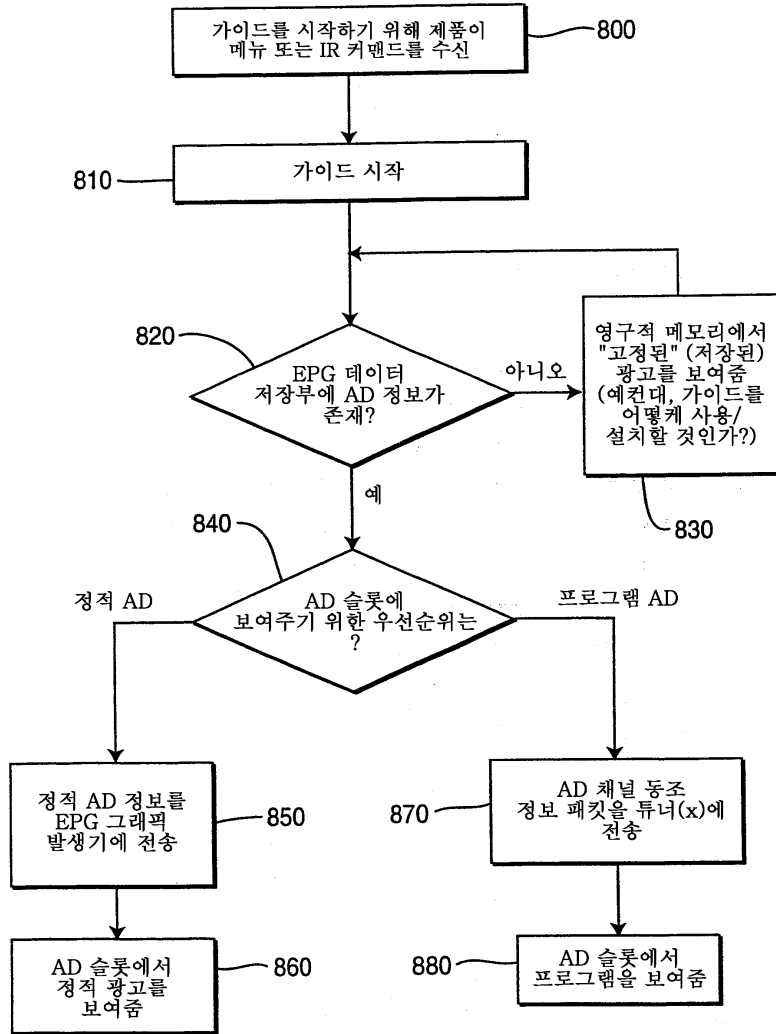 가이드를 시작하기 위해 제품이
메뉴 또는 IR 커맨드를 수신
800
810
가이드 시작
820
EPG 데이터
저장부에 AD 정보가
존재?
아니오
영구적 메모리에서
"고정된" (저장된)
광고를 보여줌
(예컨대, 가이드를
어떻게 사용/
설치할 것인가?)
830
예
840
정적 AD
AD 슬롯에
보여주기 위한 우선순위는
?
프로그램 AD
정적 AD 정보를
EPG 그래픽
발생기에 전송
850
870
AD 채널 동조
정보 패킷을 튜너(x)에
전송
AD 슬롯에서
정적 광고를
보여줌
860
880
AD 슬롯에서
프로그램을 보여줌